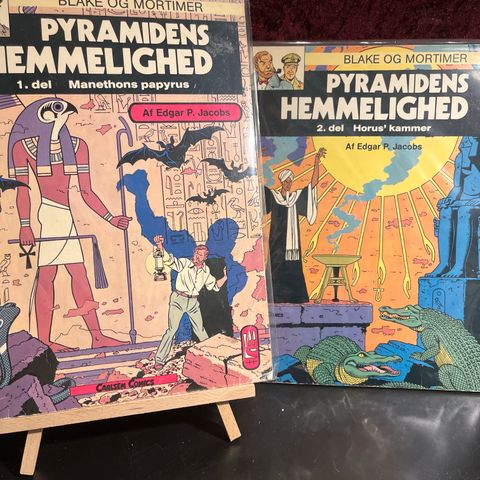 BLAKE OG MORTIMER
PYRAMIDENS
HEMMELIGHED
1. del Manethons papyrus
Af Edgar P. Jacobs
CARLSEN COMICS
BLAKE OG MORTIMER
PYRAMIDENS
HEMMELIGHED
2. del Horus' kammer
Af Edgar P. Jacobs